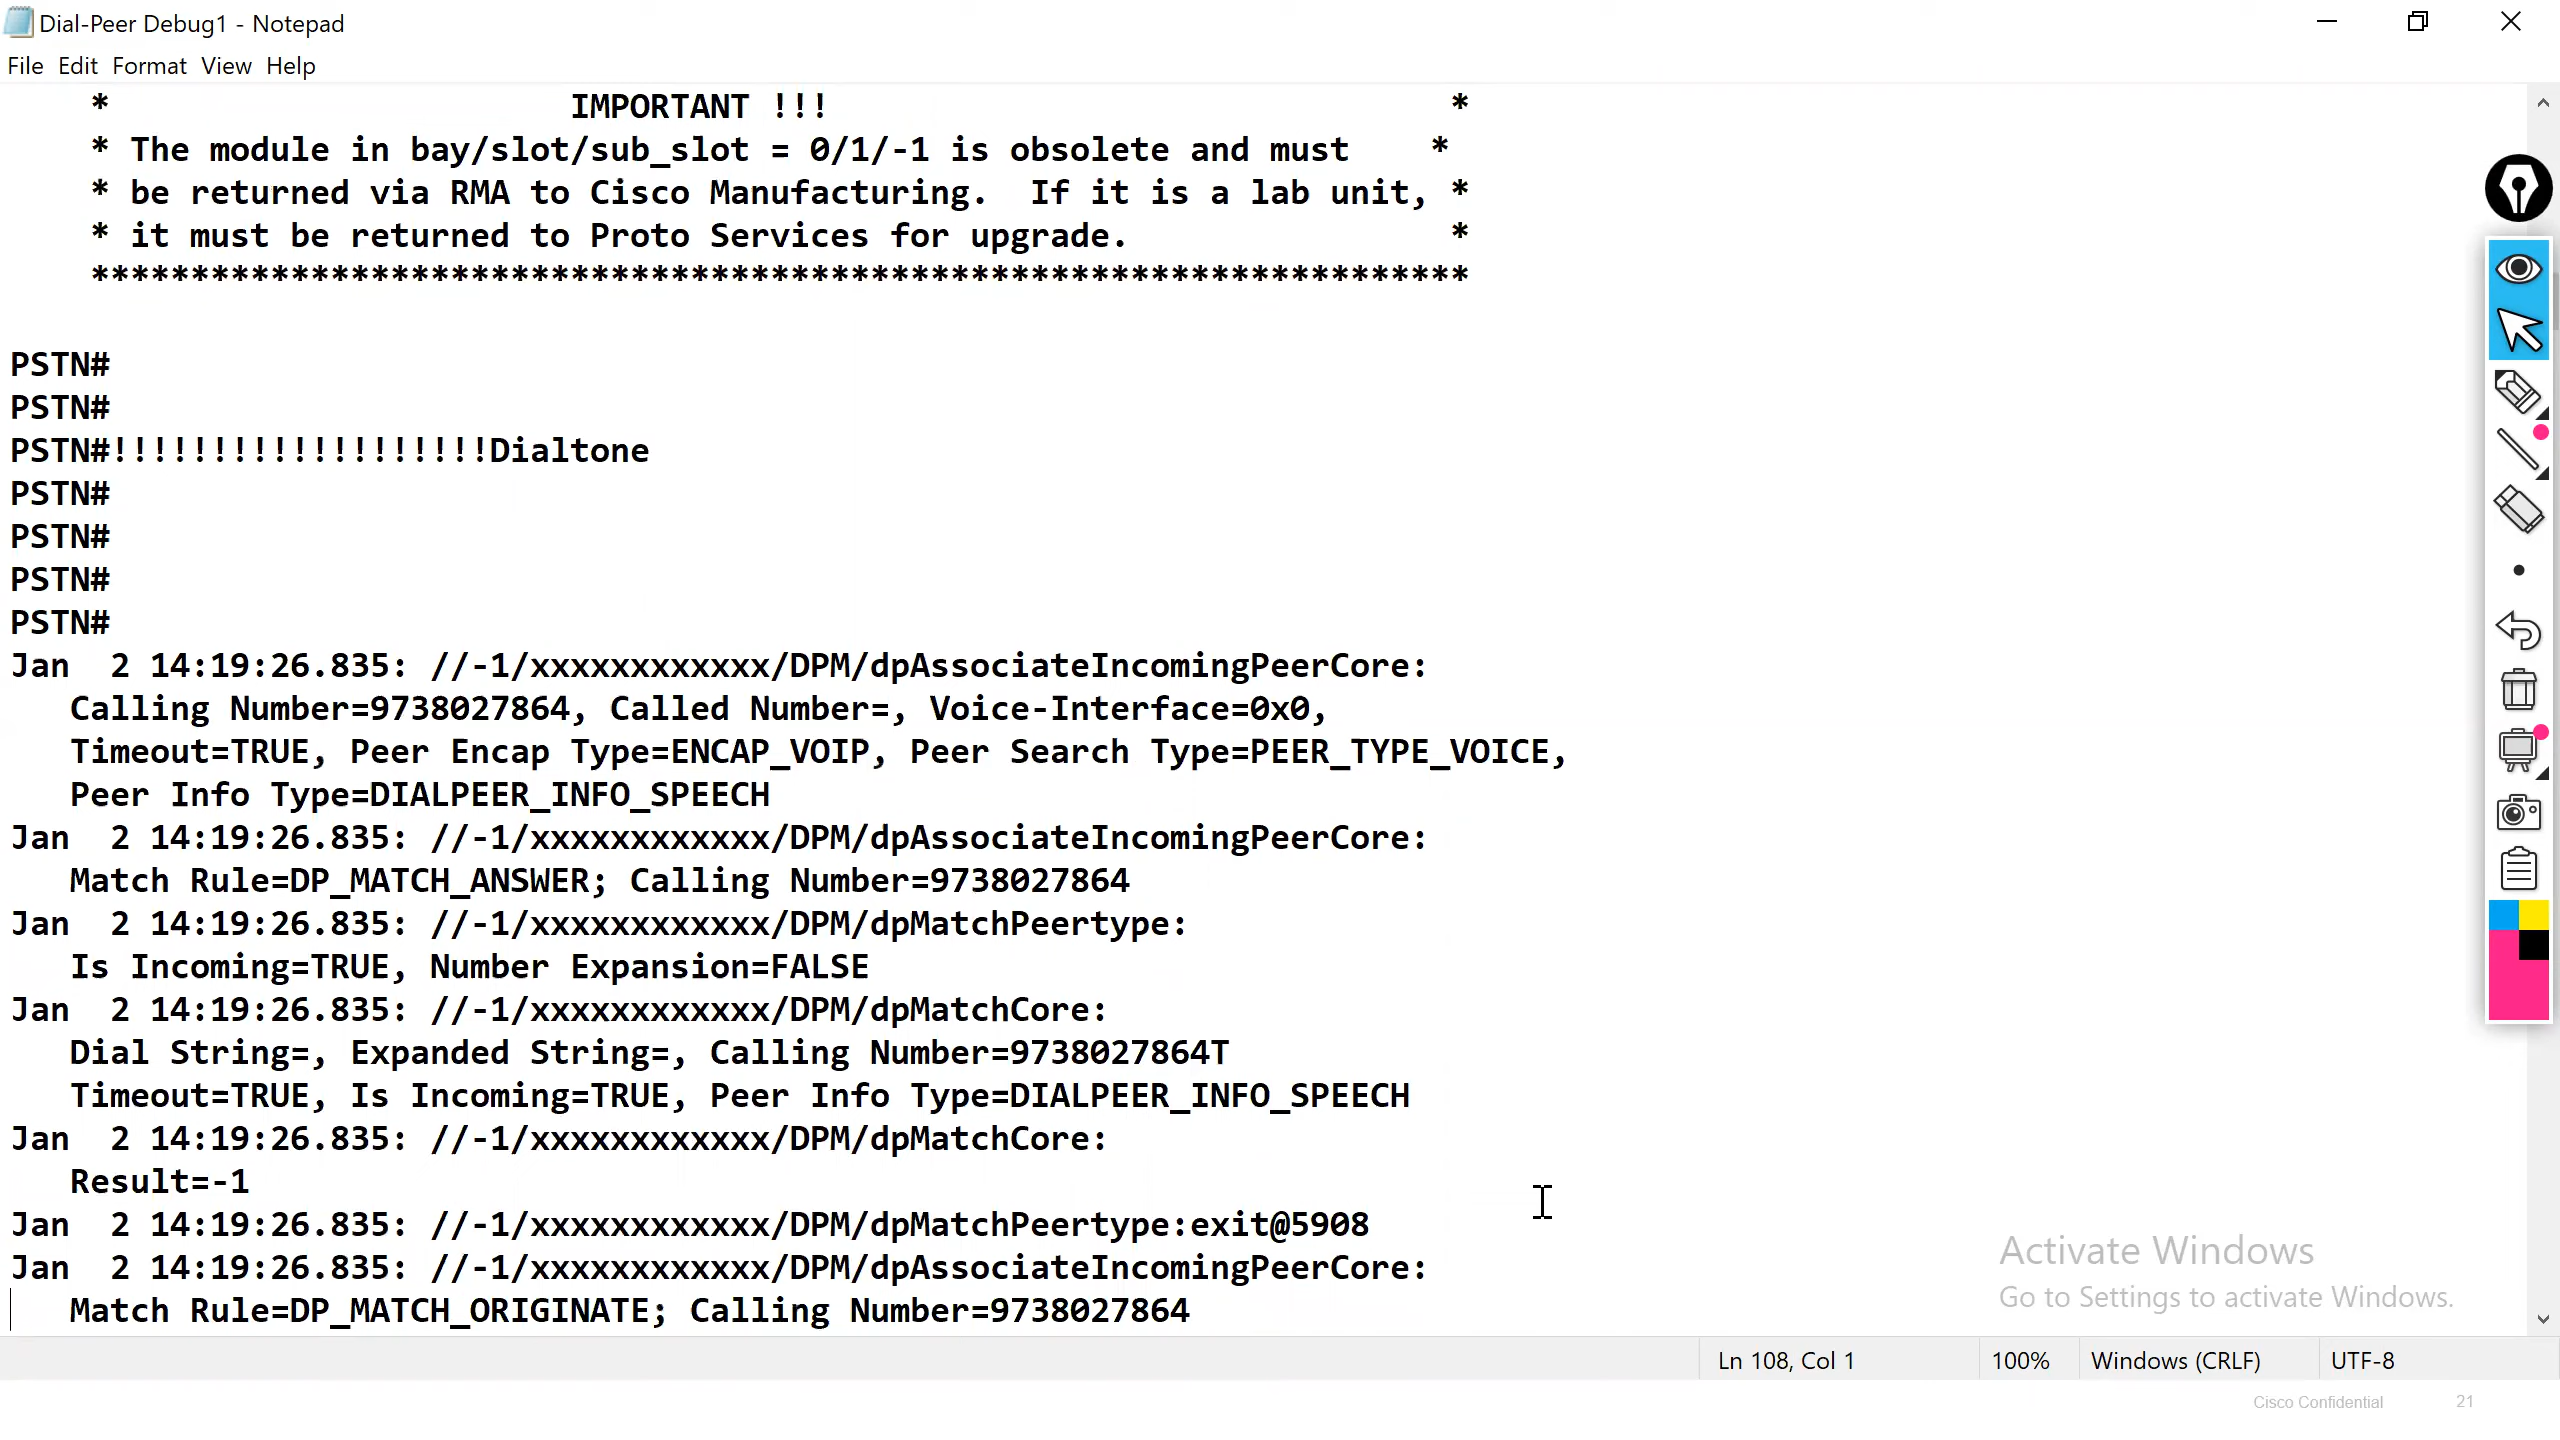 Dial-Peer Debug1 - Notepad
File Edit Format View Help
* IMPORTANT !!! *
* The module in bay/slot/sub_slot = 0/1/-1 is obsolete and must *
* be returned via RMA to Cisco Manufacturing.  If it is a lab unit, *
* it must be returned to Proto Services for upgrade. *
*********************************************************************
PSTN#
PSTN#
PSTN#!!!!!!!!!!!!!!!!!!!Dialtone
PSTN#
PSTN#
PSTN#
PSTN#
Jan  2 14:19:26.835: //-1/xxxxxxxxxxxx/DPM/dpAssociateIncomingPeerCore:
Calling Number=9738027864, Called Number=, Voice-Interface=0x0,
Timeout=TRUE, Peer Encap Type=ENCAP_VOIP, Peer Search Type=PEER_TYPE_VOICE,
Peer Info Type=DIALPEER_INFO_SPEECH
Jan  2 14:19:26.835: //-1/xxxxxxxxxxxx/DPM/dpAssociateIncomingPeerCore:
Match Rule=DP_MATCH_ANSWER; Calling Number=9738027864
Jan  2 14:19:26.835: //-1/xxxxxxxxxxxx/DPM/dpMatchPeertype:
Is Incoming=TRUE, Number Expansion=FALSE
Jan  2 14:19:26.835: //-1/xxxxxxxxxxxx/DPM/dpMatchCore:
Dial String=, Expanded String=, Calling Number=9738027864T
Timeout=TRUE, Is Incoming=TRUE, Peer Info Type=DIALPEER_INFO_SPEECH
Jan  2 14:19:26.835: //-1/xxxxxxxxxxxx/DPM/dpMatchCore:
Result=-1
Jan  2 14:19:26.835: //-1/xxxxxxxxxxxx/DPM/dpMatchPeertype:exit@5908
Jan  2 14:19:26.835: //-1/xxxxxxxxxxxx/DPM/dpAssociateIncomingPeerCore:
Match Rule=DP_MATCH_ORIGINATE; Calling Number=9738027864
Activate Windows
Go to Settings to activate Windows.
Ln 108, Col 1 100% Windows (CRLF) UTF-8
Cisco Confidential 21